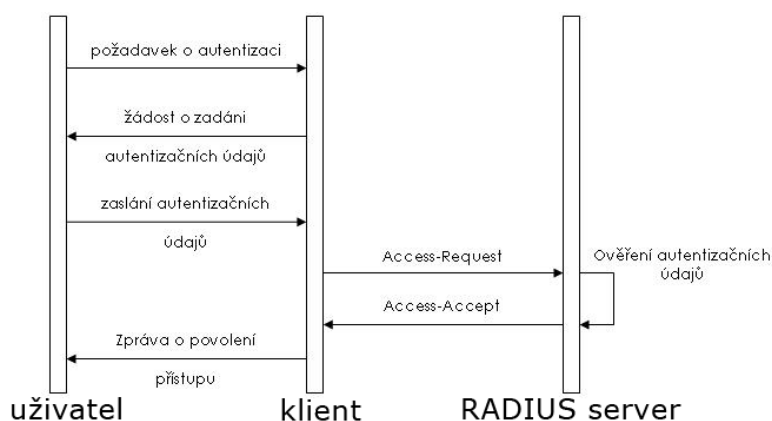 požadavek o autentizaci
žádost o zadáni
autentizačních údajů
zaslání autentizačních
údajů
Access-Request
Ověření autentizačních
údajů
Access-Accept
Zpráva o povolení
přístupu
uživatel
klient
RADIUS server